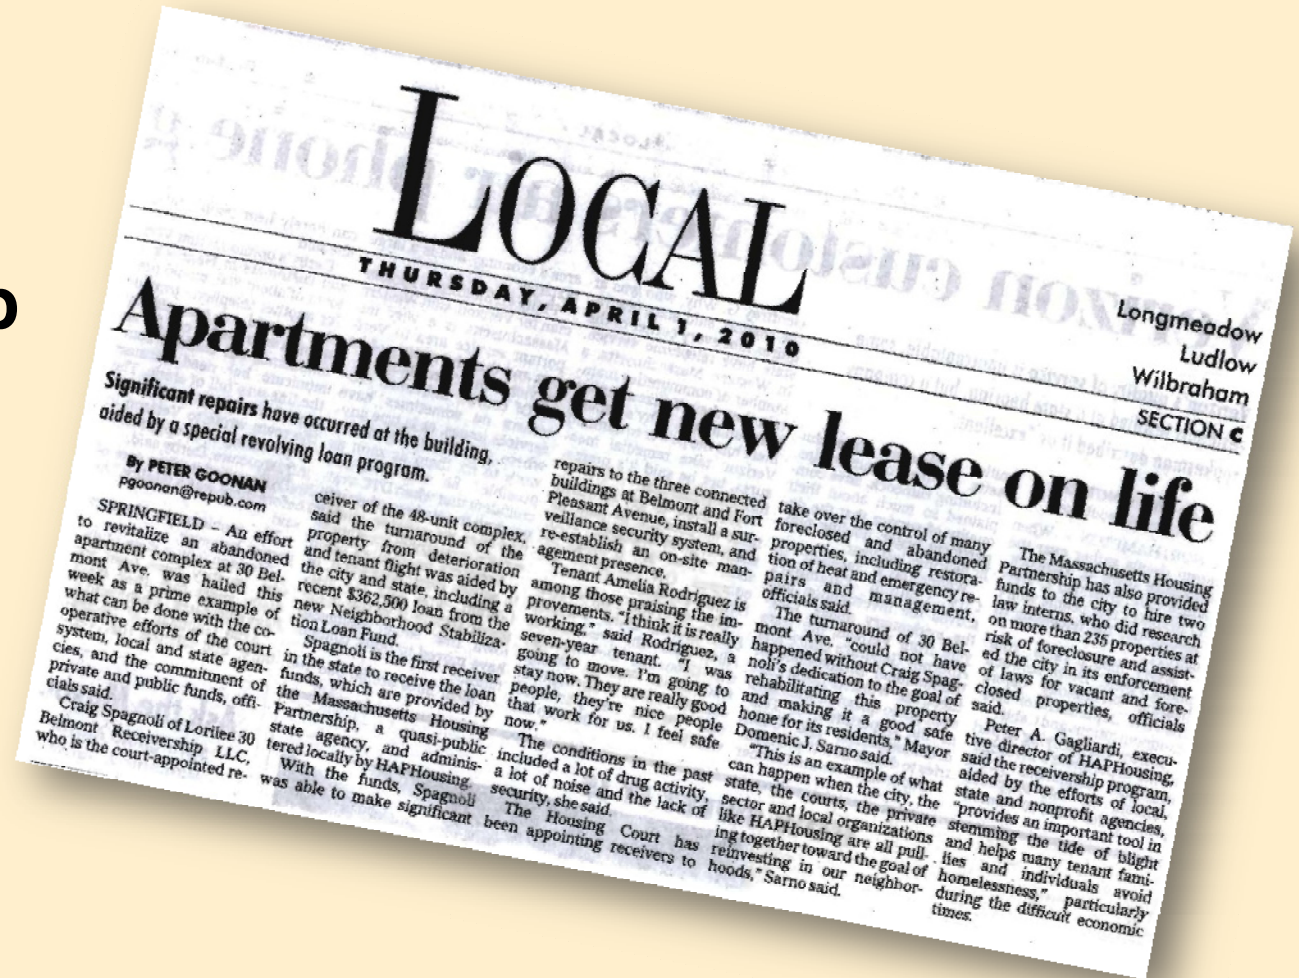 LOCAL
THURSDAY, APRIL 1, 2010
Longmeadow
Ludlow
Wilbraham
SECTION C
Apartments get new lease on life
Significant repairs have occurred at the building,
aided by a special revolving loan program.
By PETER GOONAN
pgoonan@repub.com
SPRINGFIELD – An effort
to revitalize an abandoned
apartment complex at 30 Bel-
mont Ave. was hailed this
week as a prime example of
what can be done with the co-
operative efforts of the court
system, local and state agen-
cies, and the commitment of
private and public funds, offi-
cials said.
Craig Spagnoli of Lorilee 30
Belmont Receivership LLC,
who is the court-appointed re-
ceiver of the 48-unit complex,
said the turnaround of the
property from deterioration
and tenant flight was aided by
the city and state, including a
recent $362,500 loan from the
new Neighborhood Stabiliza-
tion Loan Fund.
Spagnoli is the first receiver
in the state to receive the loan
funds, which are provided by
the Massachusetts Housing
Partnership, a quasi-public
state agency, and adminis-
tered locally by HAPHousing.
With the funds, Spagnoli
was able to make significant
repairs to the three connected
buildings at Belmont and Fort
Pleasant Avenue, install a sur-
veillance security system, and
re-establish an on-site man-
agement presence.
Tenant Amelia Rodriguez is
among those praising the im-
provements. "I think it is really
working," said Rodriguez, a
seven-year tenant. "I was
going to move. I'm going to
stay now. They are really good
people, they're nice people
that work for us. I feel safe
now."
The conditions in the past
included a lot of drug activity,
a lot of noise and the lack of
security, she said.
The Housing Court has
been appointing receivers to
take over the control of many
foreclosed and abandoned
properties, including restora-
tion of heat and emergency re-
pairs and management,
officials said.
The turnaround of 30 Bel-
mont Ave. "could not have
happened without Craig Spag-
noli's dedication to the goal of
rehabilitating this property
and making it a good safe
home for its residents," Mayor
Domenic J. Sarno said.
"This is an example of what
can happen when the city, the
state, the courts, the private
sector and local organizations
like HAPHousing are all pull-
ing together toward the goal of
reinvesting in our neighbor-
hoods," Sarno said.
The Massachusetts Housing
Partnership has also provided
funds to the city to hire two
law interns, who did research
on more than 235 properties at
risk of foreclosure and assist-
ed the city in its enforcement
of laws for vacant and fore-
closed properties, officials
said.
Peter A. Gagliardi, execu-
tive director of HAPHousing,
said the receivership program,
aided by the efforts of local,
state and nonprofit agencies,
"provides an important tool in
stemming the tide of blight
and helps many tenant fami-
lies and individuals avoid
homelessness," particularly
during the difficult economic
times.